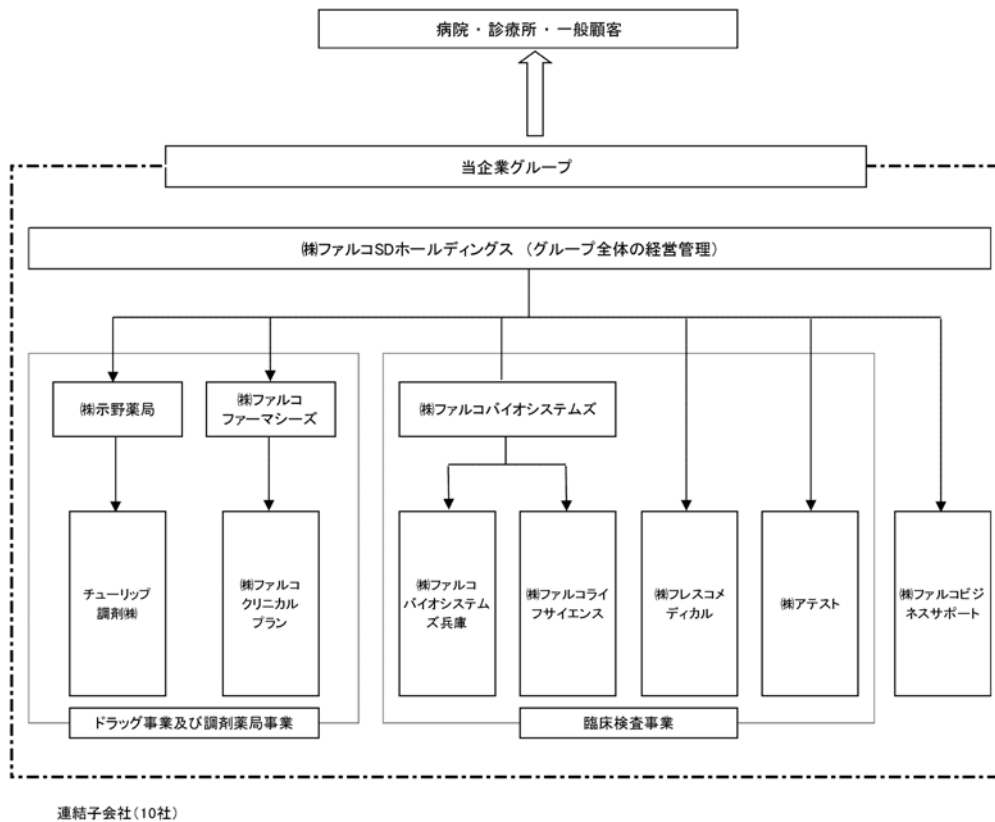 病院・診療所・一般顧客
当企業グループ
㈱ファルコSDホールディングス (グループ全体の経営管理)
㈱示野薬局
㈱ファルコ
ファーマシーズ
㈱ファルコバイオシステムズ
チューリップ
調剤㈱
㈱ファルコ
クリニカル
プラン
㈱ファルコ
バイオシステム
ズ兵庫
㈱ファルコライ
フサイエンス
㈱フレスコメ
ディカル
㈱アテスト
㈱ファルコビジ
ネスサポート
ドラッグ事業及び調剤薬局事業
臨床検査事業
連結子会社(10社)